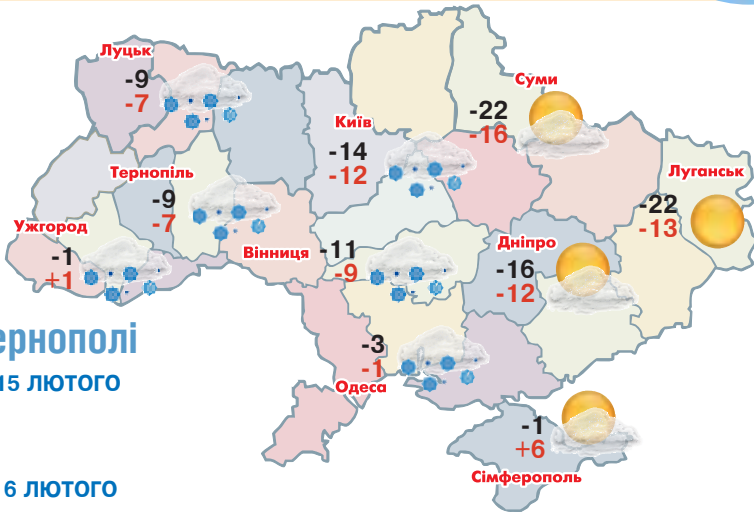 Луцьк
-9
-7
Суми
-22
-16
Київ
-14
-12
Тернопіль
-9
-7
Луганськ
-22
-13
Ужгород
-1
+1
Вінниця
-11
-9
Дніпро
-16
-12
ернополі
15 ЛЮТОГО
-3
-1
Одеса
-1
+6
Сімферополь
6 ЛЮТОГО